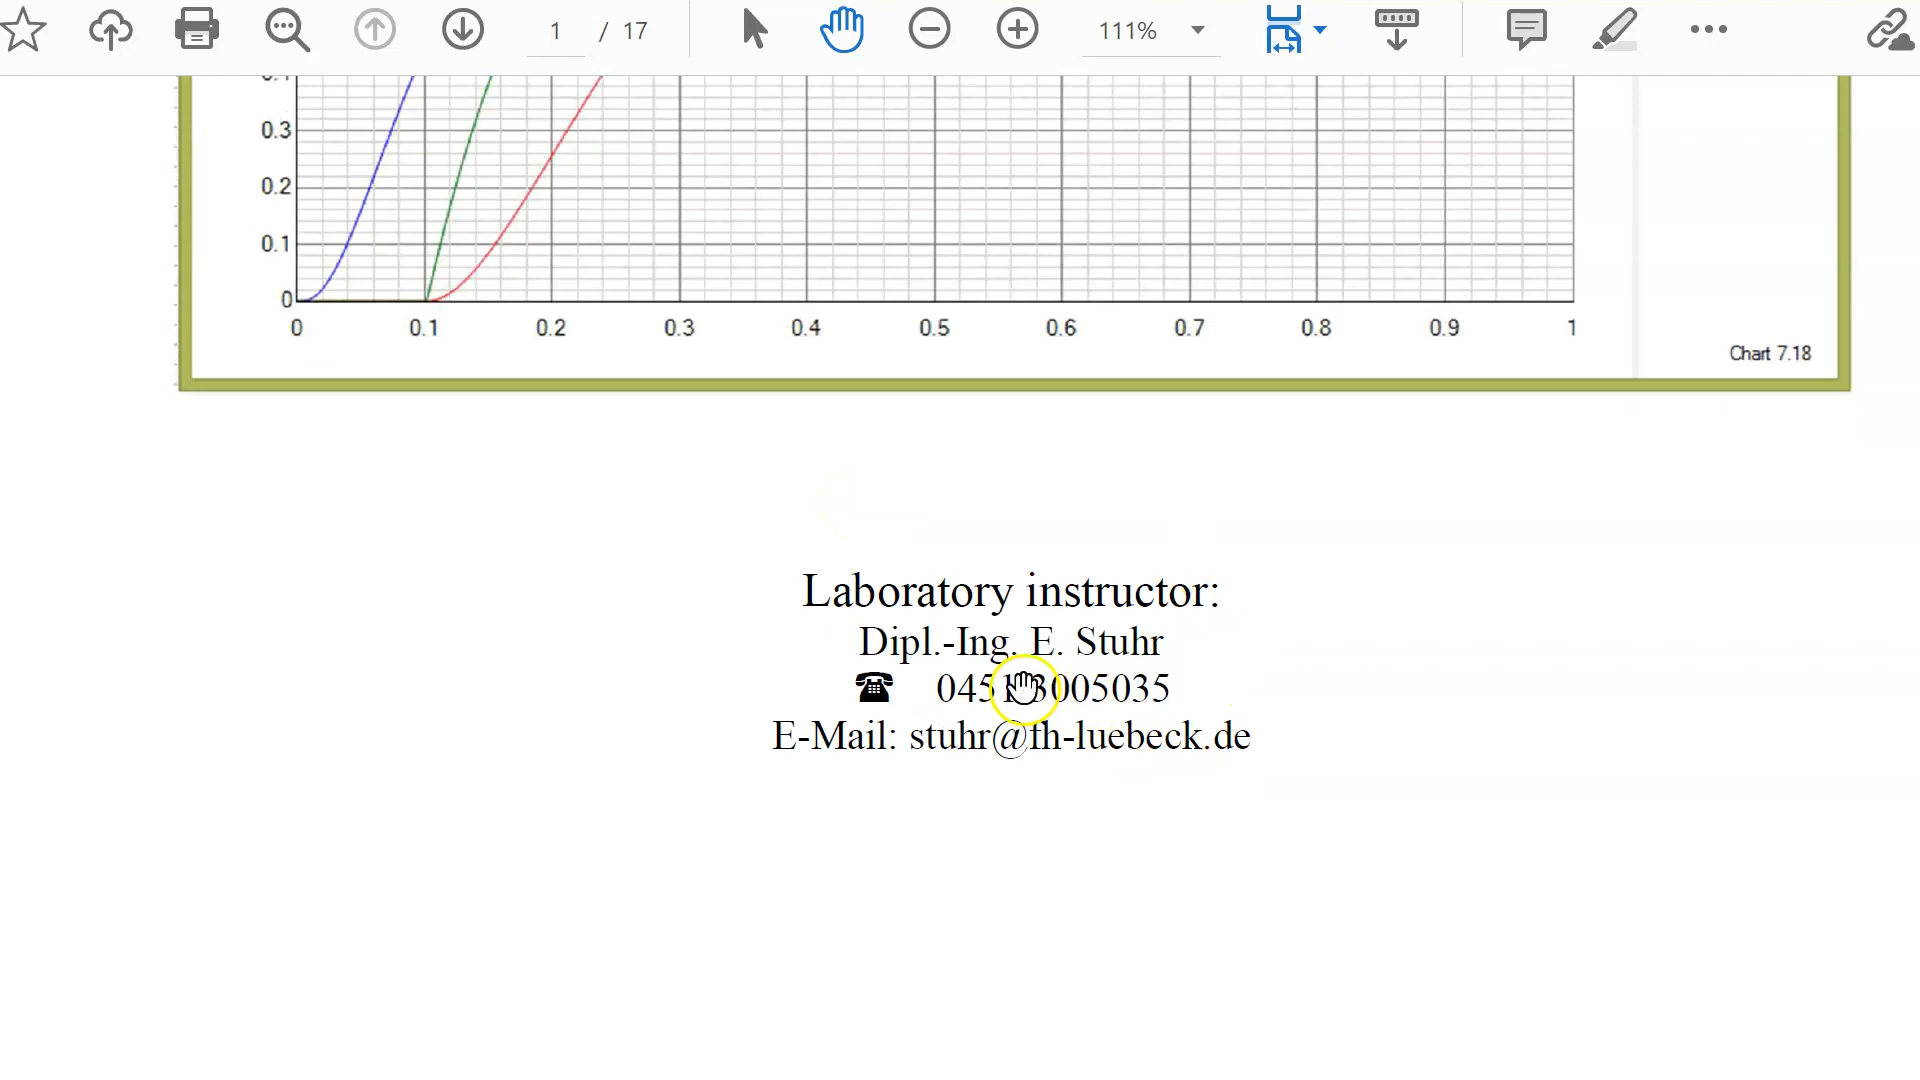 1 / 17 111%
0.3
0.2
0.1
0
0 0.1 0.2 0.3 0.4 0.5 0.6 0.7 0.8 0.9 1
Chart 7.18
Laboratory instructor:
Dipl.-Ing. E. Stuhr
☎ 04513005035
E-Mail: stuhr@fh-luebeck.de